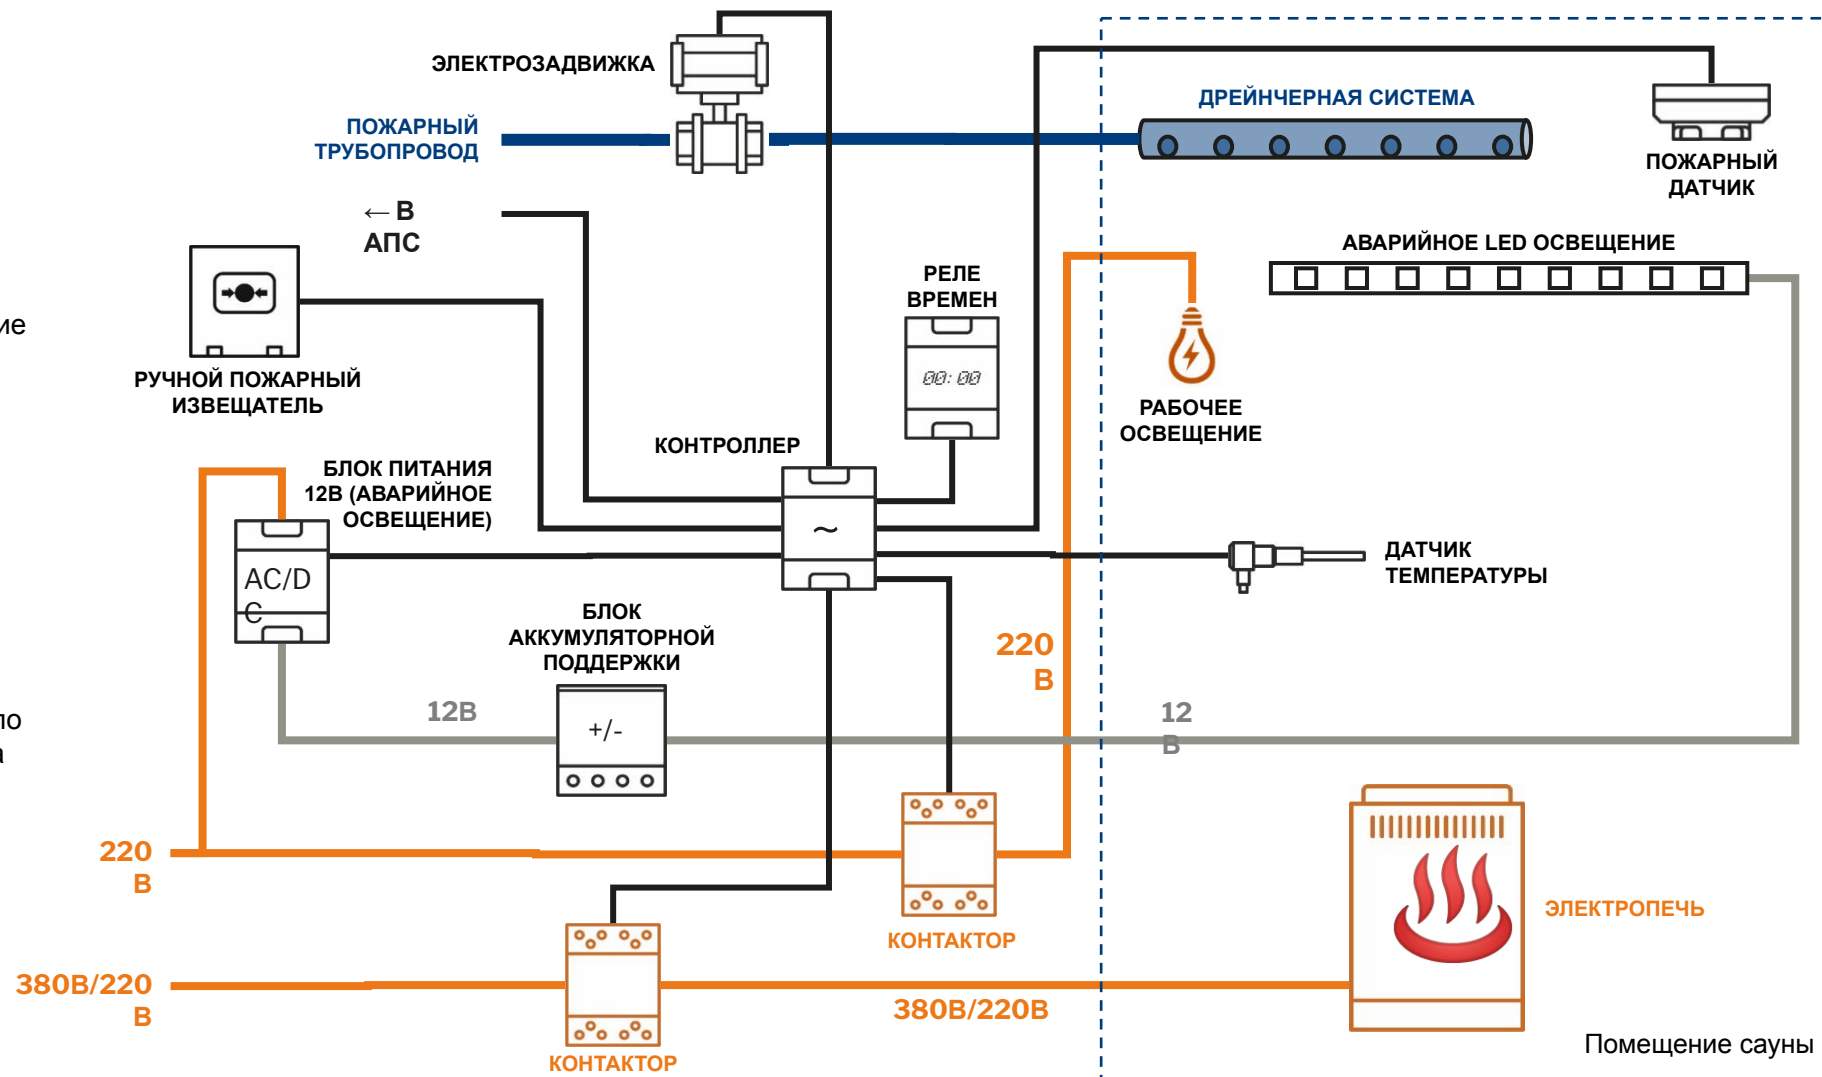 ЭЛЕКТРОЗАДВИЖКА
ДРЕЙНЧЕРНАЯ СИСТЕМА
ПОЖАРНЫЙ
ТРУБОПРОВОД
ПОЖАРНЫЙ
ДАТЧИК
← В
АПС
АВАРИЙНОЕ LED ОСВЕЩЕНИЕ
РЕЛЕ
ВРЕМЕН
00:00
ие
РУЧНОЙ ПОЖАРНЫЙ
ИЗВЕЩАТЕЛЬ
РАБОЧЕЕ
ОСВЕЩЕНИЕ
КОНТРОЛЛЕР
~
БЛОК ПИТАНИЯ
12В (АВАРИЙНОЕ
ОСВЕЩЕНИЕ)
AC/D
C
ДАТЧИК
ТЕМПЕРАТУРЫ
БЛОК
АККУМУЛЯТОРНОЙ
ПОДДЕРЖКИ
+/-
220
В
12В
12
В
по
а
220
В
КОНТАКТОР
ЭЛЕКТРОПЕЧЬ
380В/220
В
380В/220В
КОНТАКТОР
Помещение сауны